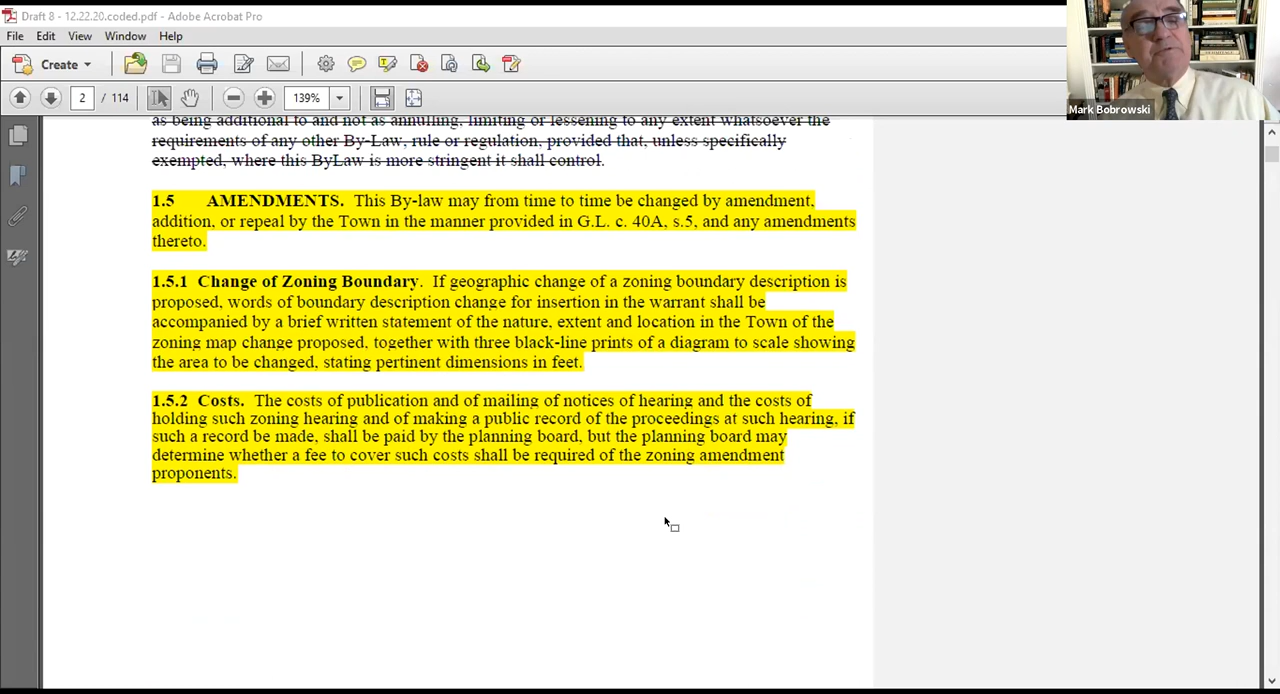 Draft 8 - 12.22.20.coded.pdf - Adobe Acrobat Pro
File Edit View Window Help
Create
2 / 114 139%
Mark Bobrowski
as being additional to and not as annulling, limiting or lessening to any extent whatsoever the
requirements of any other By-Law, rule or regulation, provided that, unless specifically
exempted, where this ByLaw is more stringent it shall control.
1.5 AMENDMENTS. This By-law may from time to time be changed by amendment,
addition, or repeal by the Town in the manner provided in G.L. c. 40A, s.5, and any amendments
thereto.
1.5.1 Change of Zoning Boundary. If geographic change of a zoning boundary description is
proposed, words of boundary description change for insertion in the warrant shall be
accompanied by a brief written statement of the nature, extent and location in the Town of the
zoning map change proposed, together with three black-line prints of a diagram to scale showing
the area to be changed, stating pertinent dimensions in feet.
1.5.2 Costs. The costs of publication and of mailing of notices of hearing and the costs of
holding such zoning hearing and of making a public record of the proceedings at such hearing, if
such a record be made, shall be paid by the planning board, but the planning board may
determine whether a fee to cover such costs shall be required of the zoning amendment
proponents.